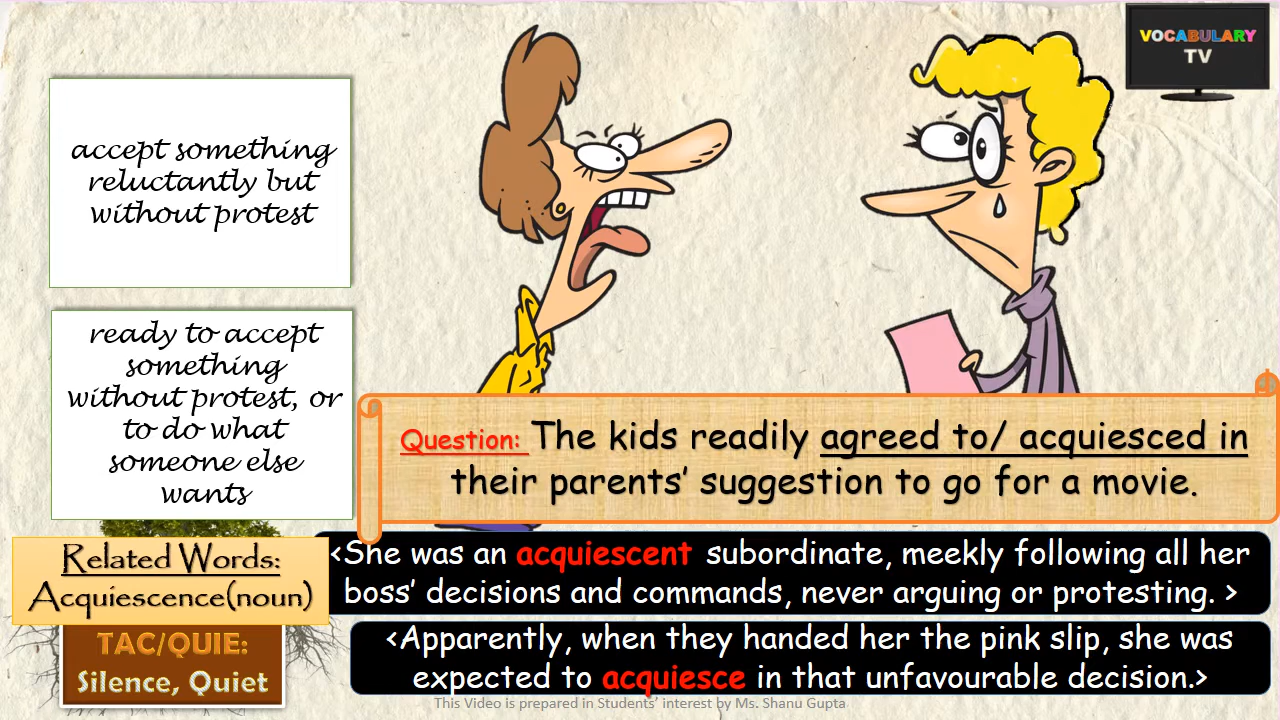 VOCABULARY
TV
accept something
reluctantly but
without protest
ready to accept
something
without protest, or
to do what
someone else
wants
Question: The kids readily agreed to/ acquiesced in
their parents’ suggestion to go for a movie.
Related Words:
Acquiescence(noun)
<She was an acquiescent subordinate, meekly following all her
boss’ decisions and commands, never arguing or protesting. >
TAC/QUIE:
Silence, Quiet
<Apparently, when they handed her the pink slip, she was
expected to acquiesce in that unfavourable decision.>
This Video is prepared in Students’ interest by Ms. Shanu Gupta